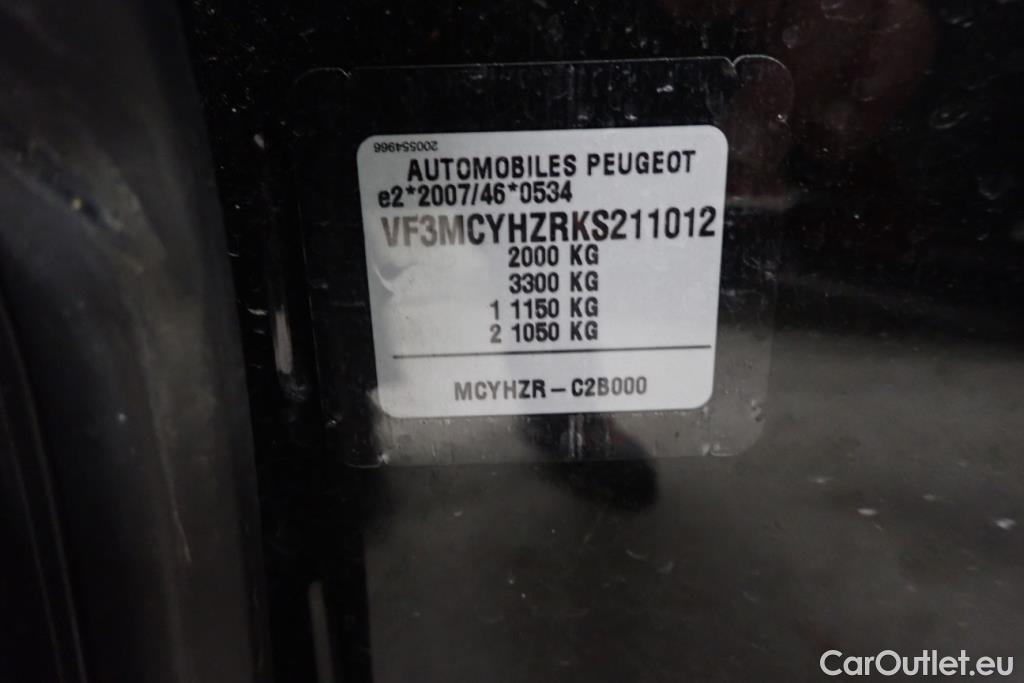 200554966
AUTOMOBILES PEUGEOT
e2*2007/46*0534
VF3MCYHZRKS211012
2000 KG
3300 KG
1 1150 KG
2 1050 KG
MCYHZR – C2B000
CarOutlet.eu